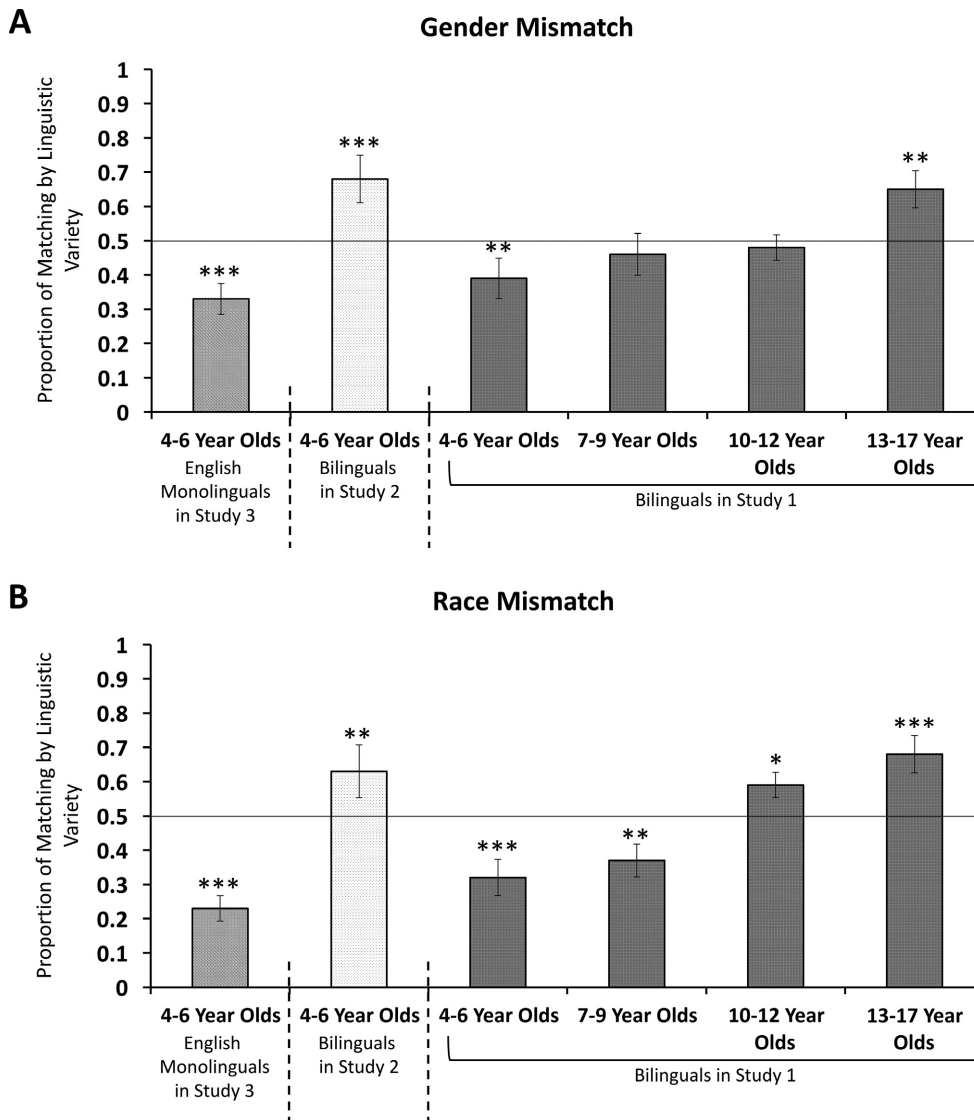 A
Gender Mismatch
Proportion of Matching by Linguistic
Variety
1
0.9
0.8
0.7
0.6
0.5
0.4
0.3
0.2
0.1
0
***
***
**
**
4-6 Year Olds
English
Monolinguals
in Study 3
4-6 Year Olds
Bilinguals
in Study 2
4-6 Year Olds
7-9 Year Olds
10-12 Year
Olds
13-17 Year
Olds
Bilinguals in Study 1
B
Race Mismatch
Proportion of Matching by Linguistic
Variety
1
0.9
0.8
0.7
0.6
0.5
0.4
0.3
0.2
0.1
0
***
**
***
**
*
***
4-6 Year Olds
English
Monolinguals
in Study 3
4-6 Year Olds
Bilinguals
in Study 2
4-6 Year Olds
7-9 Year Olds
10-12 Year
Olds
13-17 Year
Olds
Bilinguals in Study 1